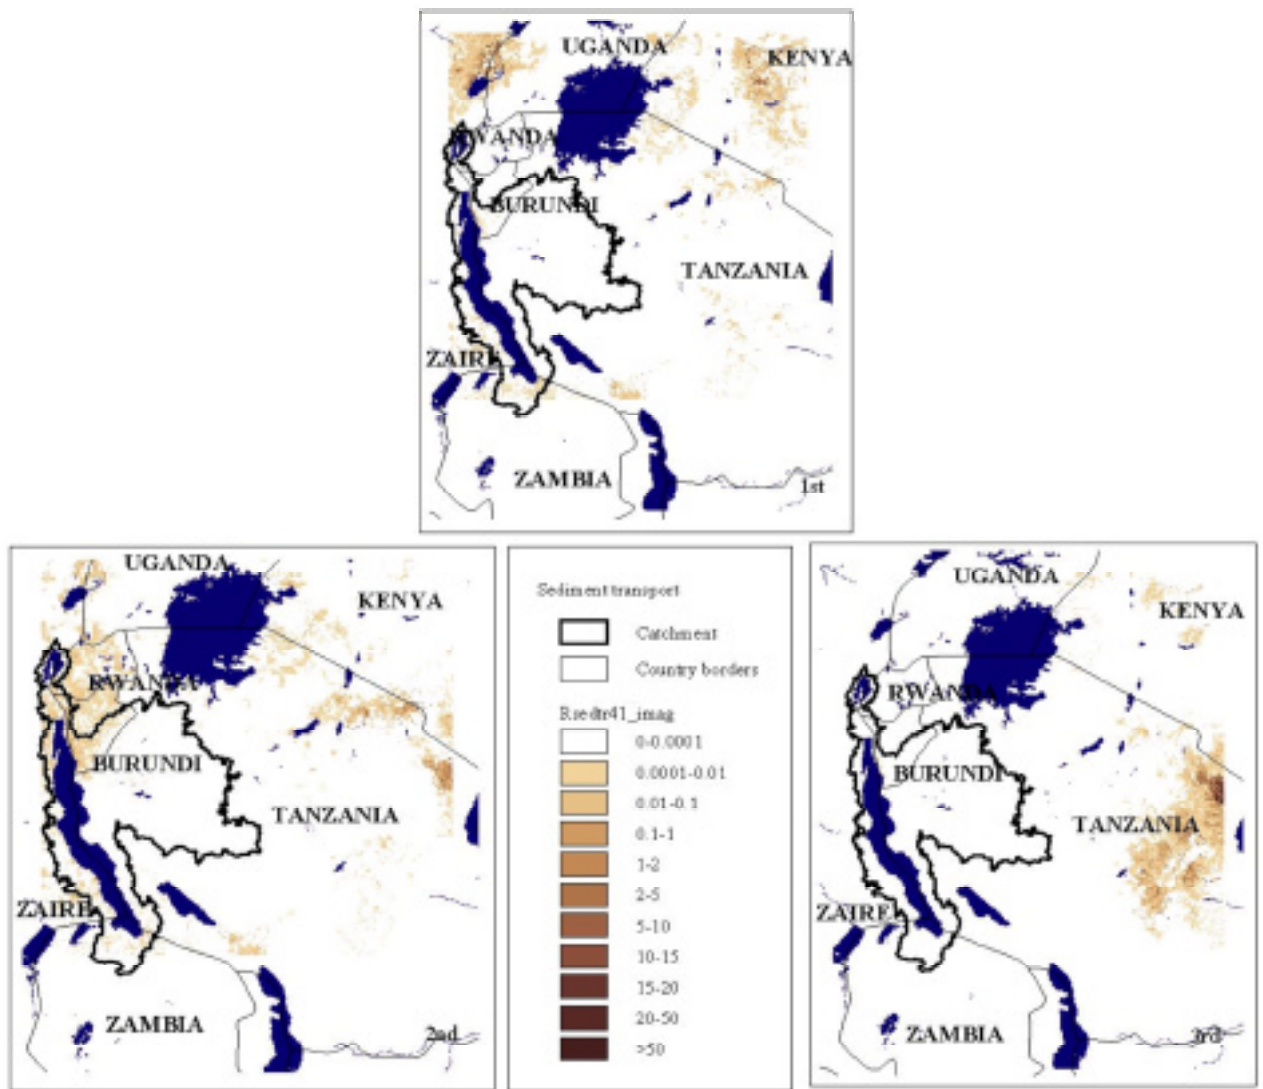 UGANDA
KENYA
RWANDA
BURUNDI
TANZANIA
ZAIRE
ZAMBIA
1st
UGANDA
KENYA
RWANDA
BURUNDI
TANZANIA
ZAIRE
ZAMBIA
2nd
Sediment transport
Catchment
Country borders
Rsedtr41_imag
0-0.0001
0.0001-0.01
0.01-0.1
0.1-1
1-2
2-5
5-10
10-15
15-20
20-50
>50
UGANDA
KENYA
RWANDA
BURUNDI
TANZANIA
ZAIRE
ZAMBIA
3rd